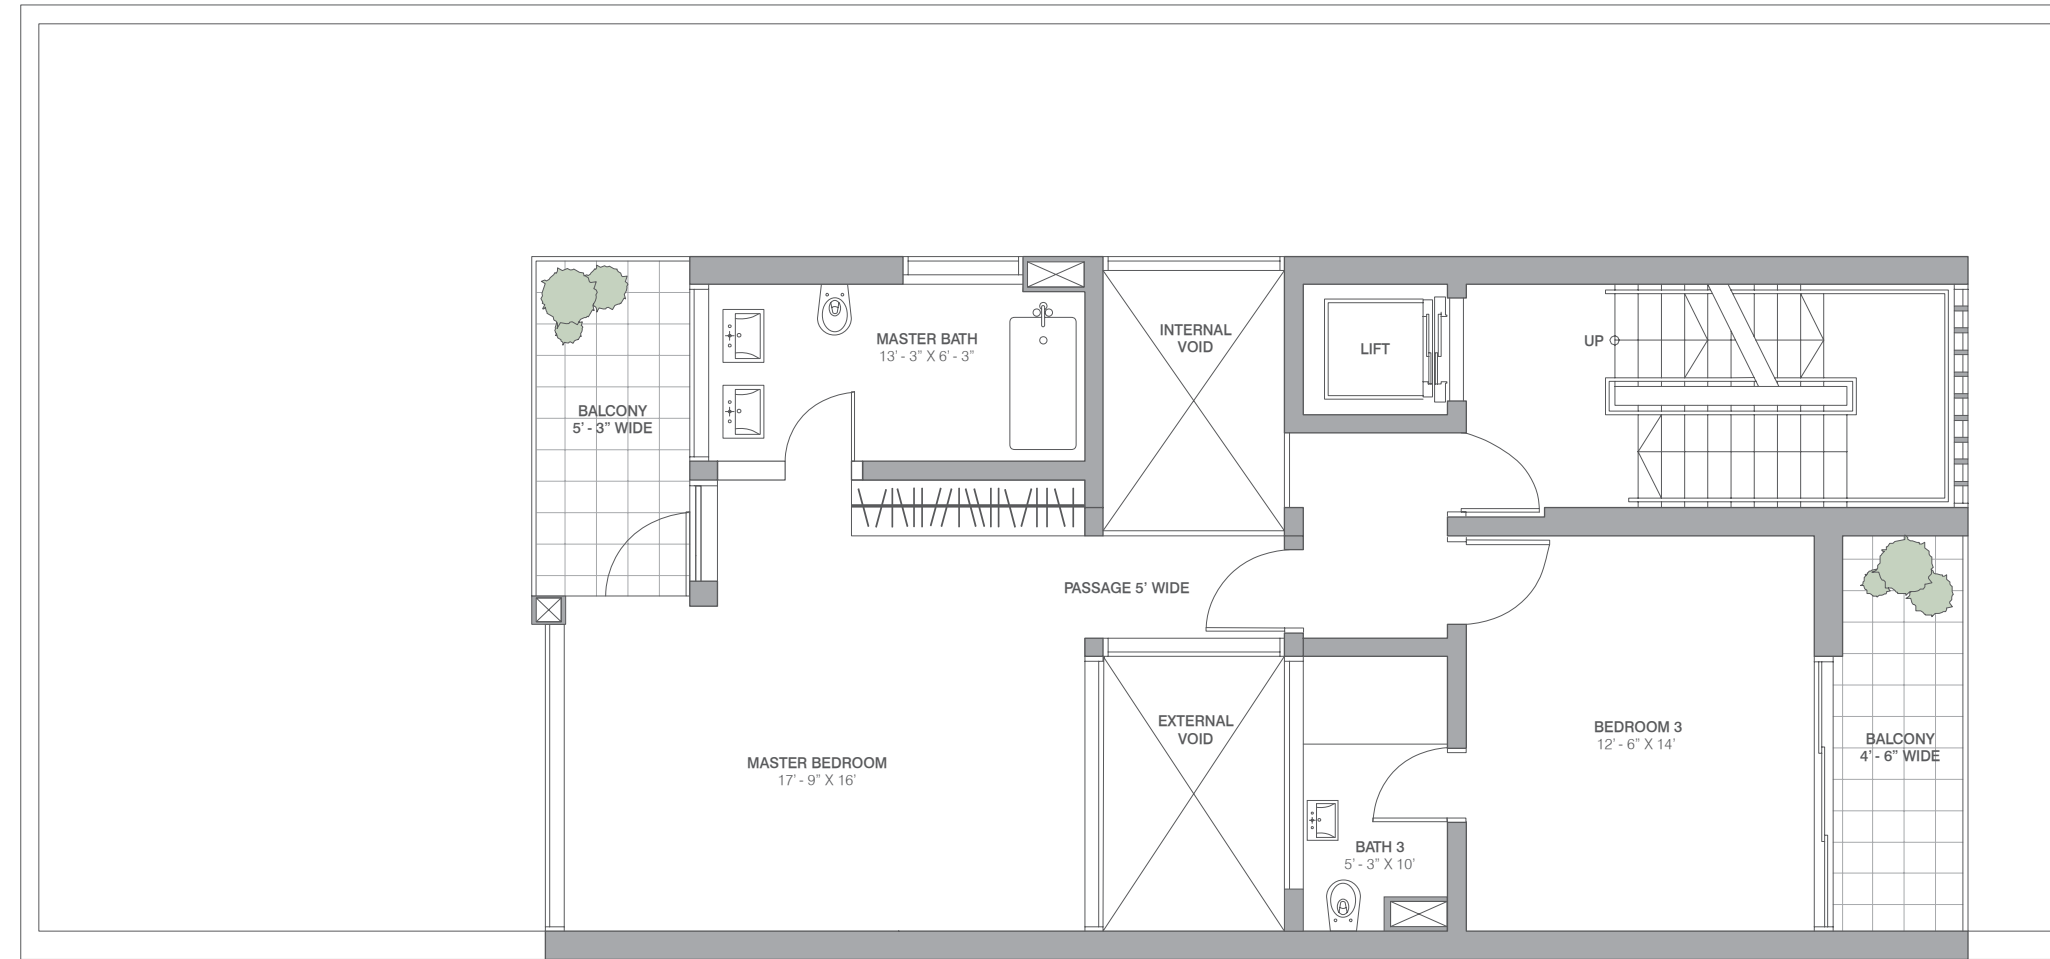 MASTER BATH
13' - 3” X 6' - 3”
INTERNAL
VOID
LIFT
UP
BALCONY
5’ - 3” WIDE
PASSAGE 5’ WIDE
MASTER BEDROOM
17' - 9” X 16'
EXTERNAL
VOID
BATH 3
5' - 3” X 10'
BEDROOM 3
12' - 6” X 14'
BALCONY
4’ - 6” WIDE